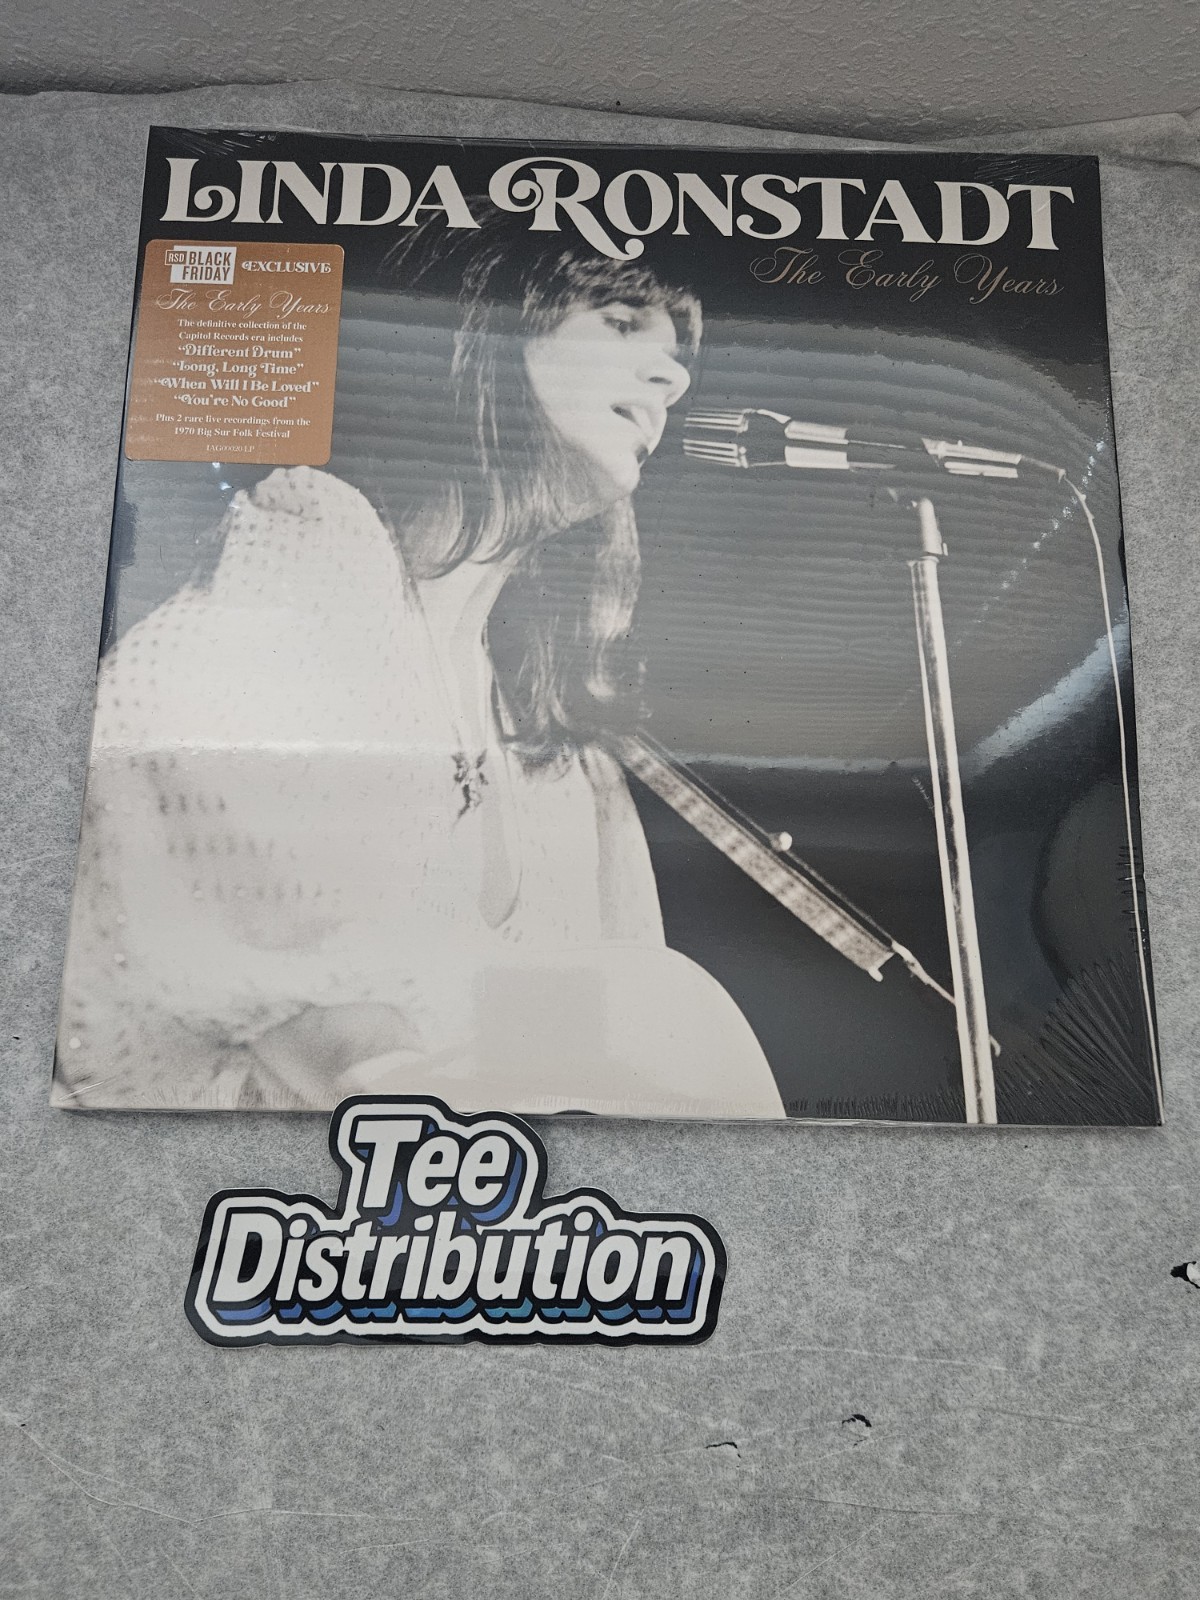 LINDA RONSTADT
The Early Years
RSD BLACK FRIDAY EXCLUSIVE
The Early Years
The definitive collection of the
Capitol Records era includes
“Different Drum”
“Long, Long Time”
“When Will I Be Loved”
“You're No Good”
Plus 2 rare live recordings from the
1970 Big Sur Folk Festival
IAG00020 LP
Tee
Distribution